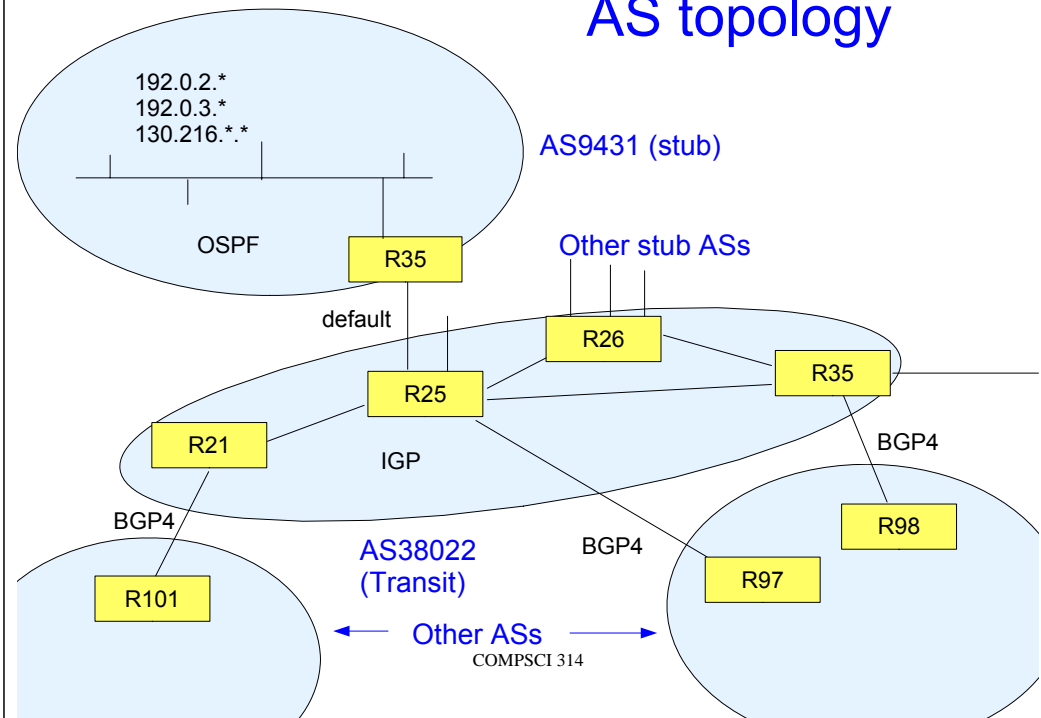 AS topology
192.0.2.*
192.0.3.*
130.216.*.*
AS9431 (stub)
OSPF
R35
Other stub ASs
default
R26
R35
R25
R21
IGP
BGP4
BGP4
R98
AS38022
(Transit)
BGP4
R97
R101
Other ASs
COMPSCI 314